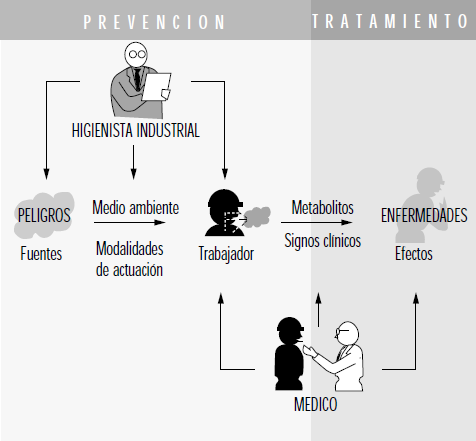 PREVENCION
TRATAMIENTO
HIGIENISTA INDUSTRIAL
PELIGROS
Fuentes
Medio ambiente
Modalidades
de actuación
Trabajador
Metabolitos
Signos clínicos
ENFERMEDADES
Efectos
MEDICO